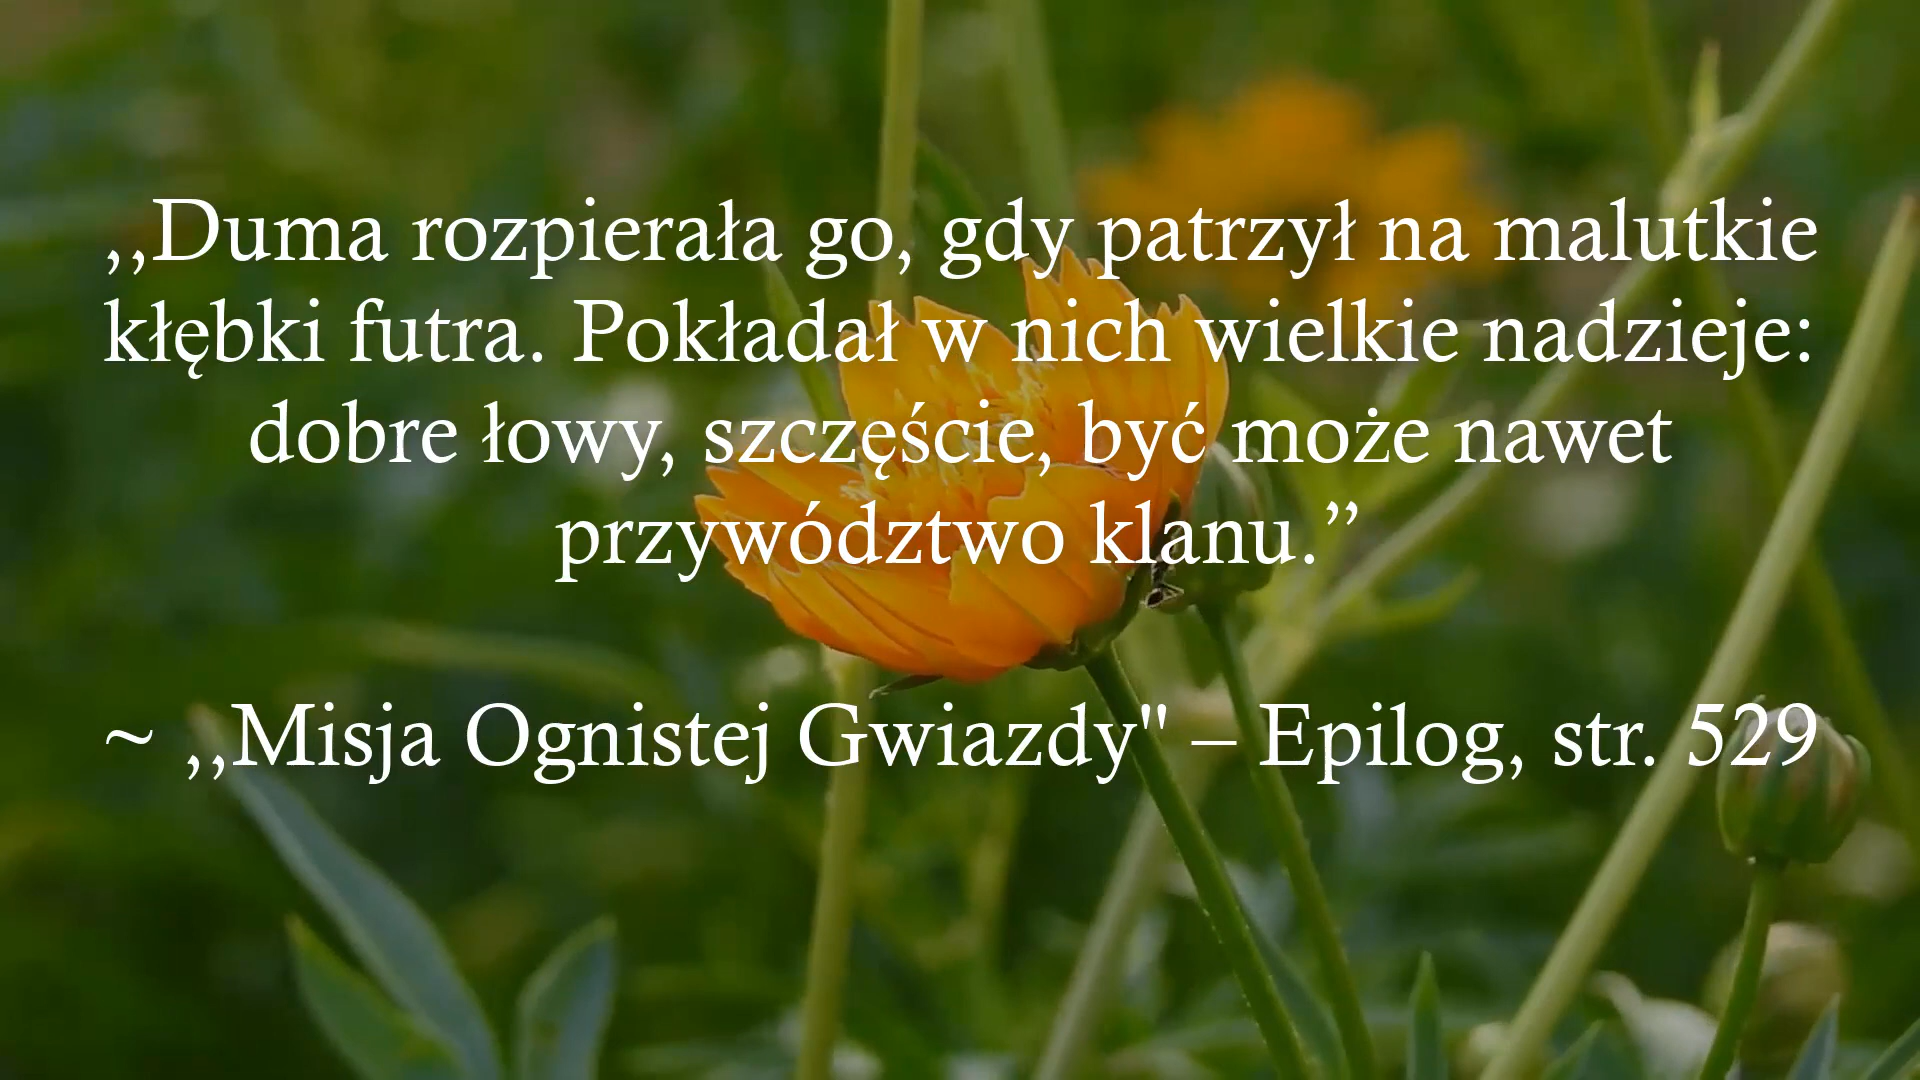 ,,Duma rozpierała go, gdy patrzył na malutkie
kłębki futra. Pokładał w nich wielkie nadzieje:
dobre łowy, szczęście, być może nawet
przywództwo klanu.”
~ ,,Misja Ognistej Gwiazdy" – Epilog, str. 529